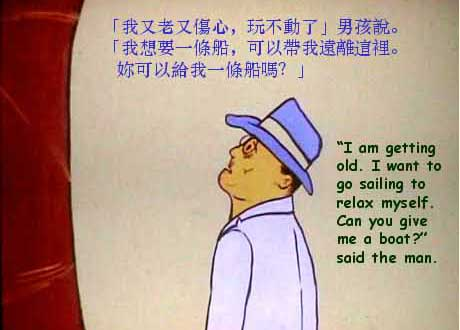 「我又老又傷心，玩不動了」男孩說。
「我想要一條船，可以帶我遠離這裡。
妳可以給我一條船嗎？」
“I am getting
old. I want to
go sailing to
relax myself.
Can you give
me a boat?”
said the man.